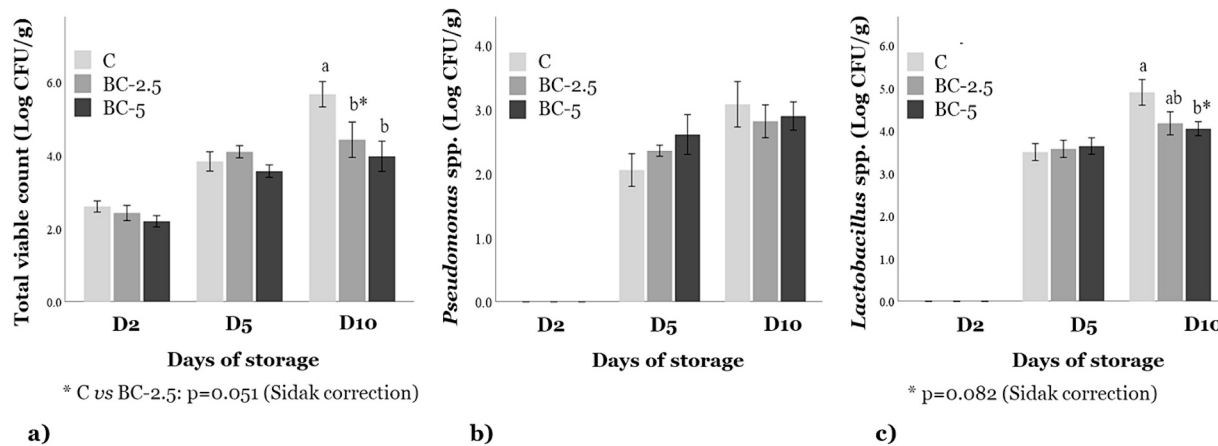 Total viable count (Log CFU/g)
6.0
4.0
2.0
0.0
C
BC-2.5
BC-5
a
b*
b
D2
D5
D10
Days of storage
* C vs BC-2.5: p=0.051 (Sidak correction)
a)
Pseudomonas spp. (Log CFU/g)
4.0
3.0
2.0
1.0
0.0
C
BC-2.5
BC-5
D2
D5
D10
Days of storage
b)
Lactobacillus spp. (Log CFU/g)
6.0
5.0
4.0
3.0
2.0
1.0
0.0
C
BC-2.5
BC-5
a
ab
b*
D2
D5
D10
Days of storage
* p=0.082 (Sidak correction)
c)